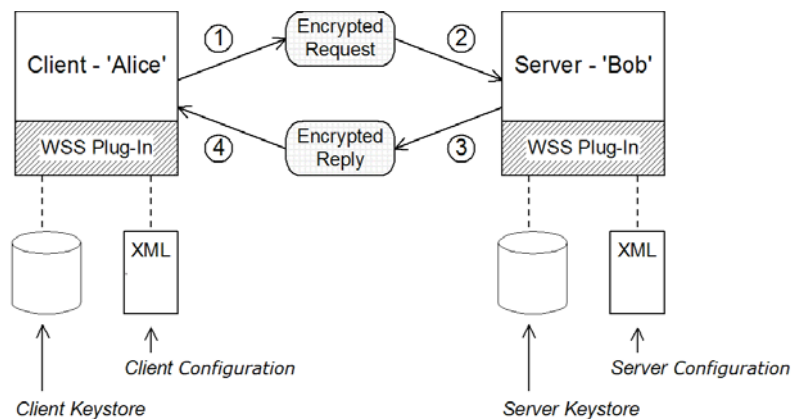 1
Encrypted
Request
2
Client - 'Alice'
Server - 'Bob'
WSS Plug-In
4
Encrypted
Reply
3
WSS Plug-In
XML
XML
Client Configuration
Server Configuration
Client Keystore
Server Keystore